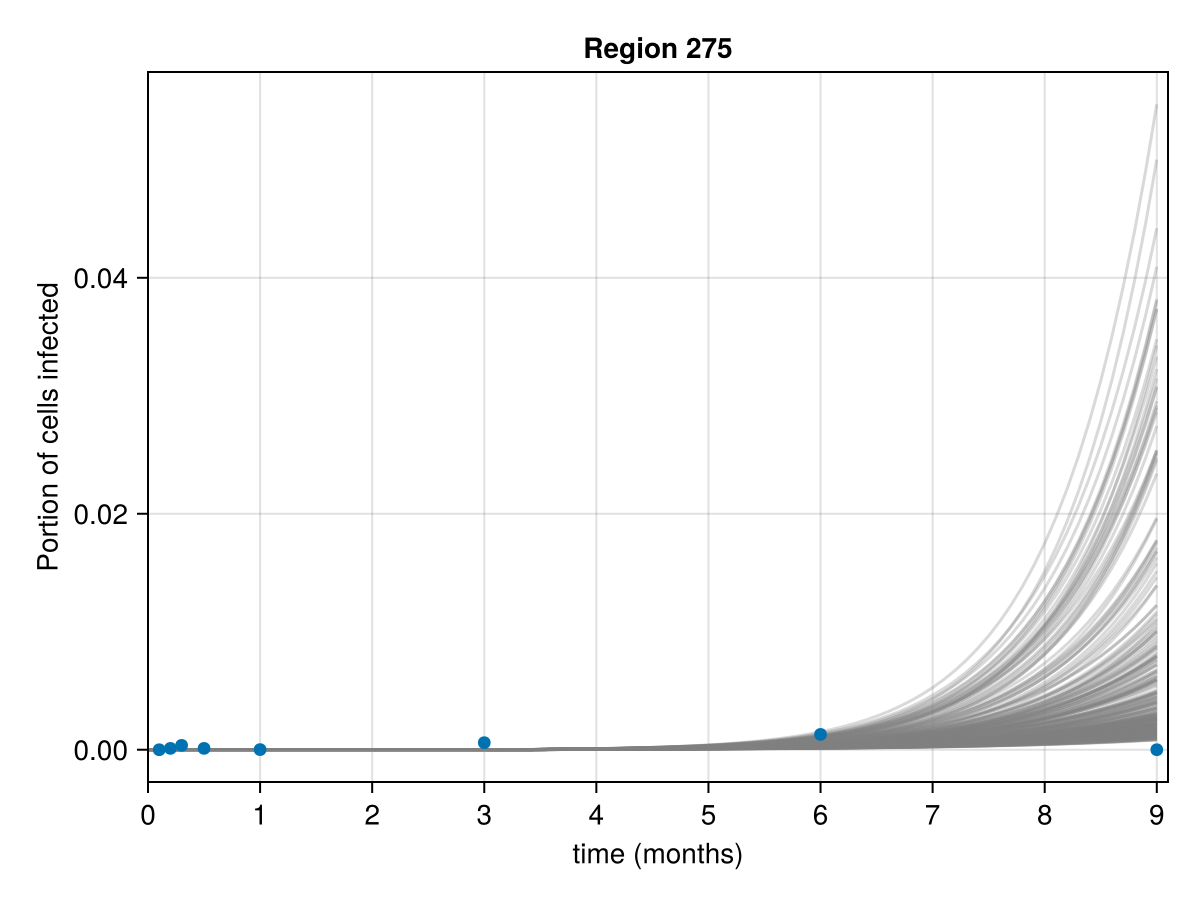 Region 275
Portion of cells infected
0.04
0.02
0.00
0 1 2 3 4 5 6 7 8 9
time (months)